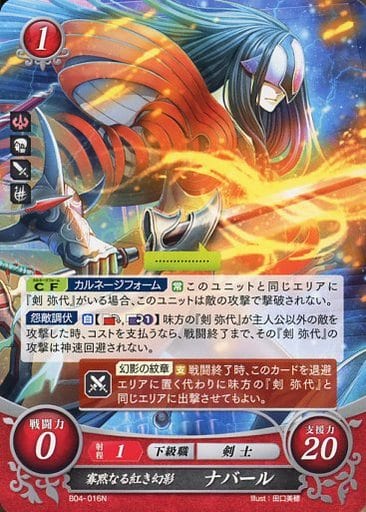 1
CF カルネージフォーム 常このユニットと同じエリアに
『剣 弥代』がいる場合、このユニットは敵の攻撃で撃破されない。
怨敵調伏 自【 、 1】味方の『剣 弥代』が主人公以外の敵を
攻撃した時、コストを支払うなら、戦闘終了まで、その『剣 弥代』の
攻撃は神速回避されない。
幻影の紋章 支戦闘終了時、このカードを退避
エリアに置く代わりに味方の『剣 弥代』と
同じエリアに出撃させてもよい。
戦闘力
0
射程 1 下級職 剣士
支援力
20
寡黙なる紅き幻影 ナバール
B04-016N
Illust:田口美穂